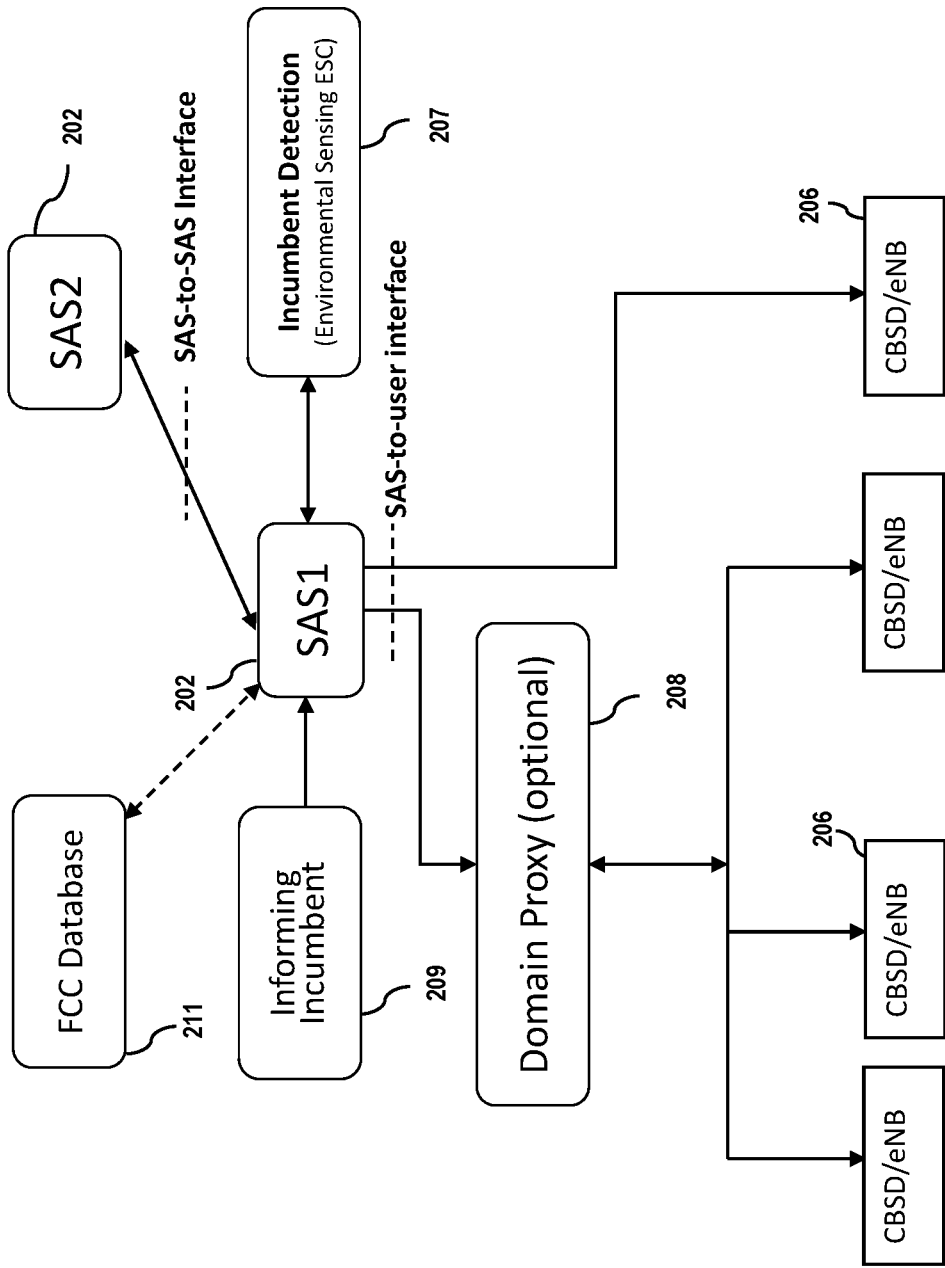 FCC Database
211
SAS2
202
SAS-to-SAS Interface
Informing
Incumbent
209
202
SAS1
Incumbent Detection
(Environmental Sensing ESC)
207
SAS-to-user interface
Domain Proxy (optional)
208
CBSD/eNB
CBSD/eNB
206
CBSD/eNB
CBSD/eNB
206